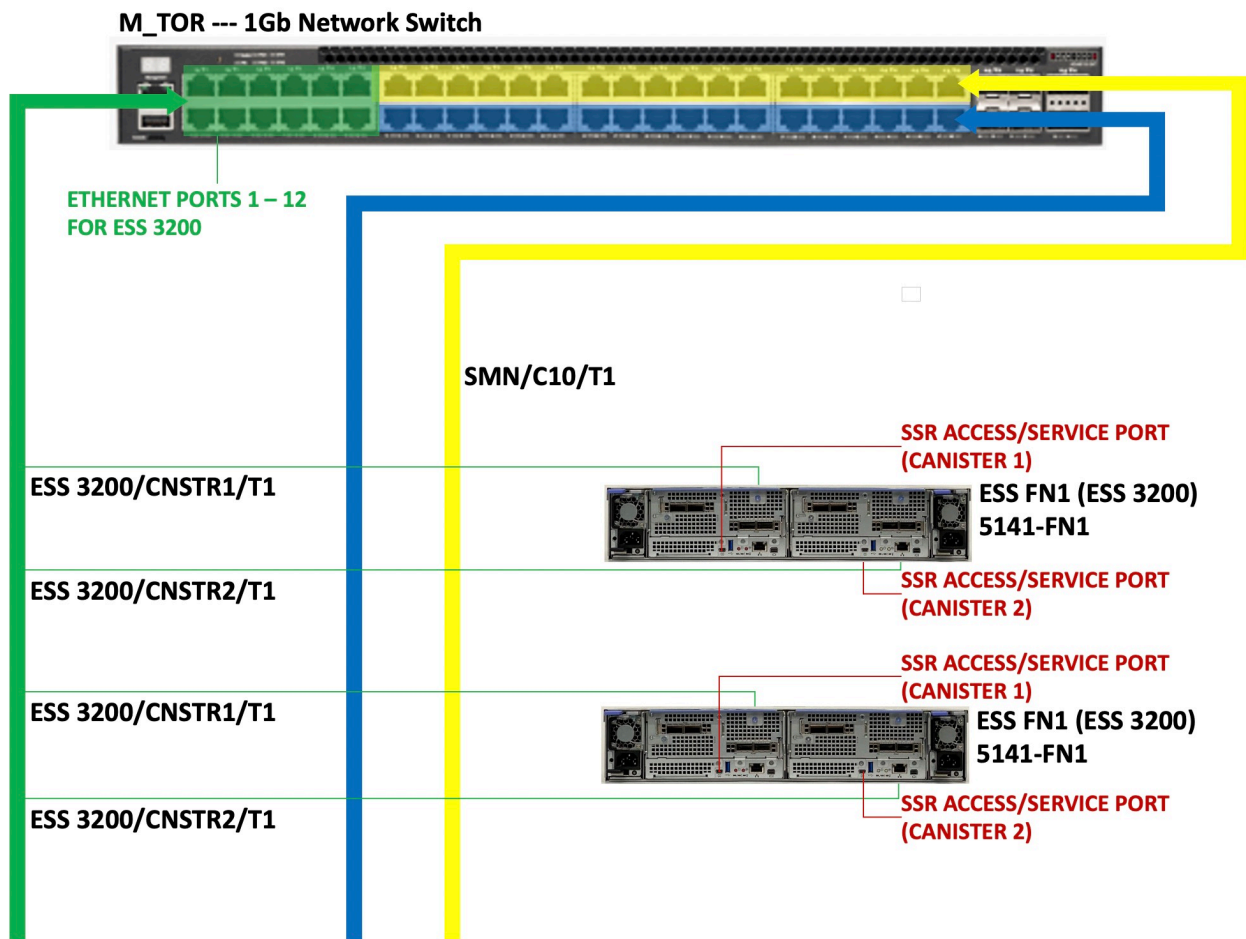 M_TOR --- 1Gb Network Switch
ETHERNET PORTS 1 – 12
FOR ESS 3200
SMN/C10/T1
SSR ACCESS/SERVICE PORT
(CANISTER 1)
ESS 3200/CNSTR1/T1
ESS FN1 (ESS 3200)
5141-FN1
ESS 3200/CNSTR2/T1
SSR ACCESS/SERVICE PORT
(CANISTER 2)
SSR ACCESS/SERVICE PORT
(CANISTER 1)
ESS 3200/CNSTR1/T1
ESS FN1 (ESS 3200)
5141-FN1
ESS 3200/CNSTR2/T1
SSR ACCESS/SERVICE PORT
(CANISTER 2)